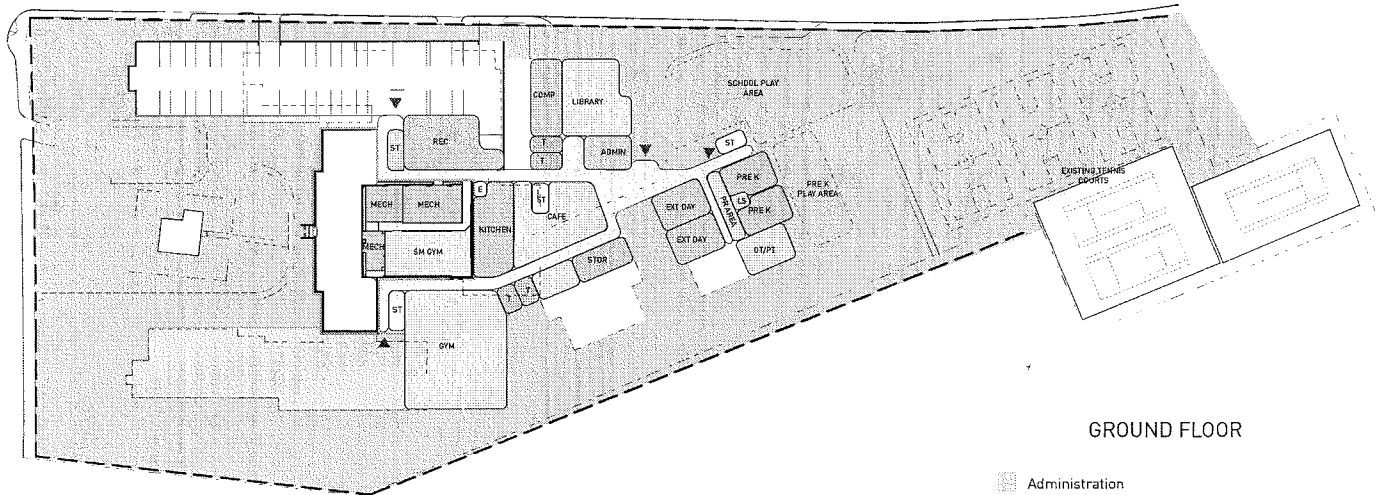 COMP
LIBRARY
SCHOOL PLAY
AREA
ST
REC
T
T
ADMIN
ST
PRE K
PRE K
PLAY AREA
EXISTING TENNIS
COURTS
E
ST
MECH
MECH
KITCHEN
CAFE
EXT DAY
PR AREA
LS
PRE K
MECH
SM GYM
EXT DAY
OT/PT
STOR
T
T
ST
GYM
GROUND FLOOR
Administration